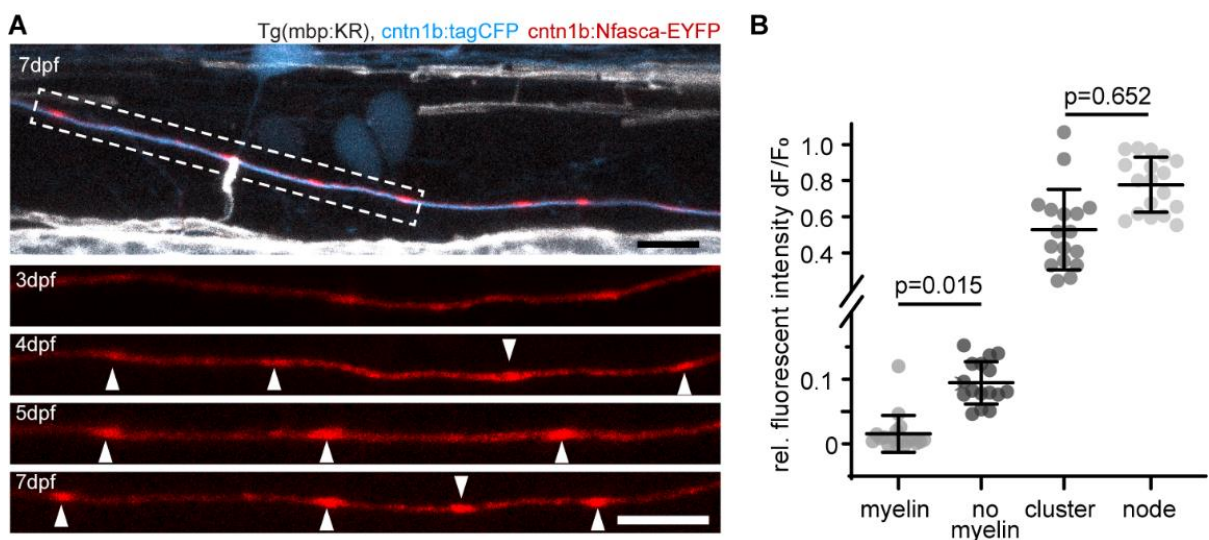 A
Tg(mbp:KR), cntn1b:tagCFP cntn1b:Nfasca-EYFP
7dpf
3dpf
4dpf
5dpf
7dpf
B
rel. fluorescent intensity dF/F₀
1.0
0.8
0.6
0.4
0.1
0
p=0.652
p=0.015
myelin
no myelin
cluster
node